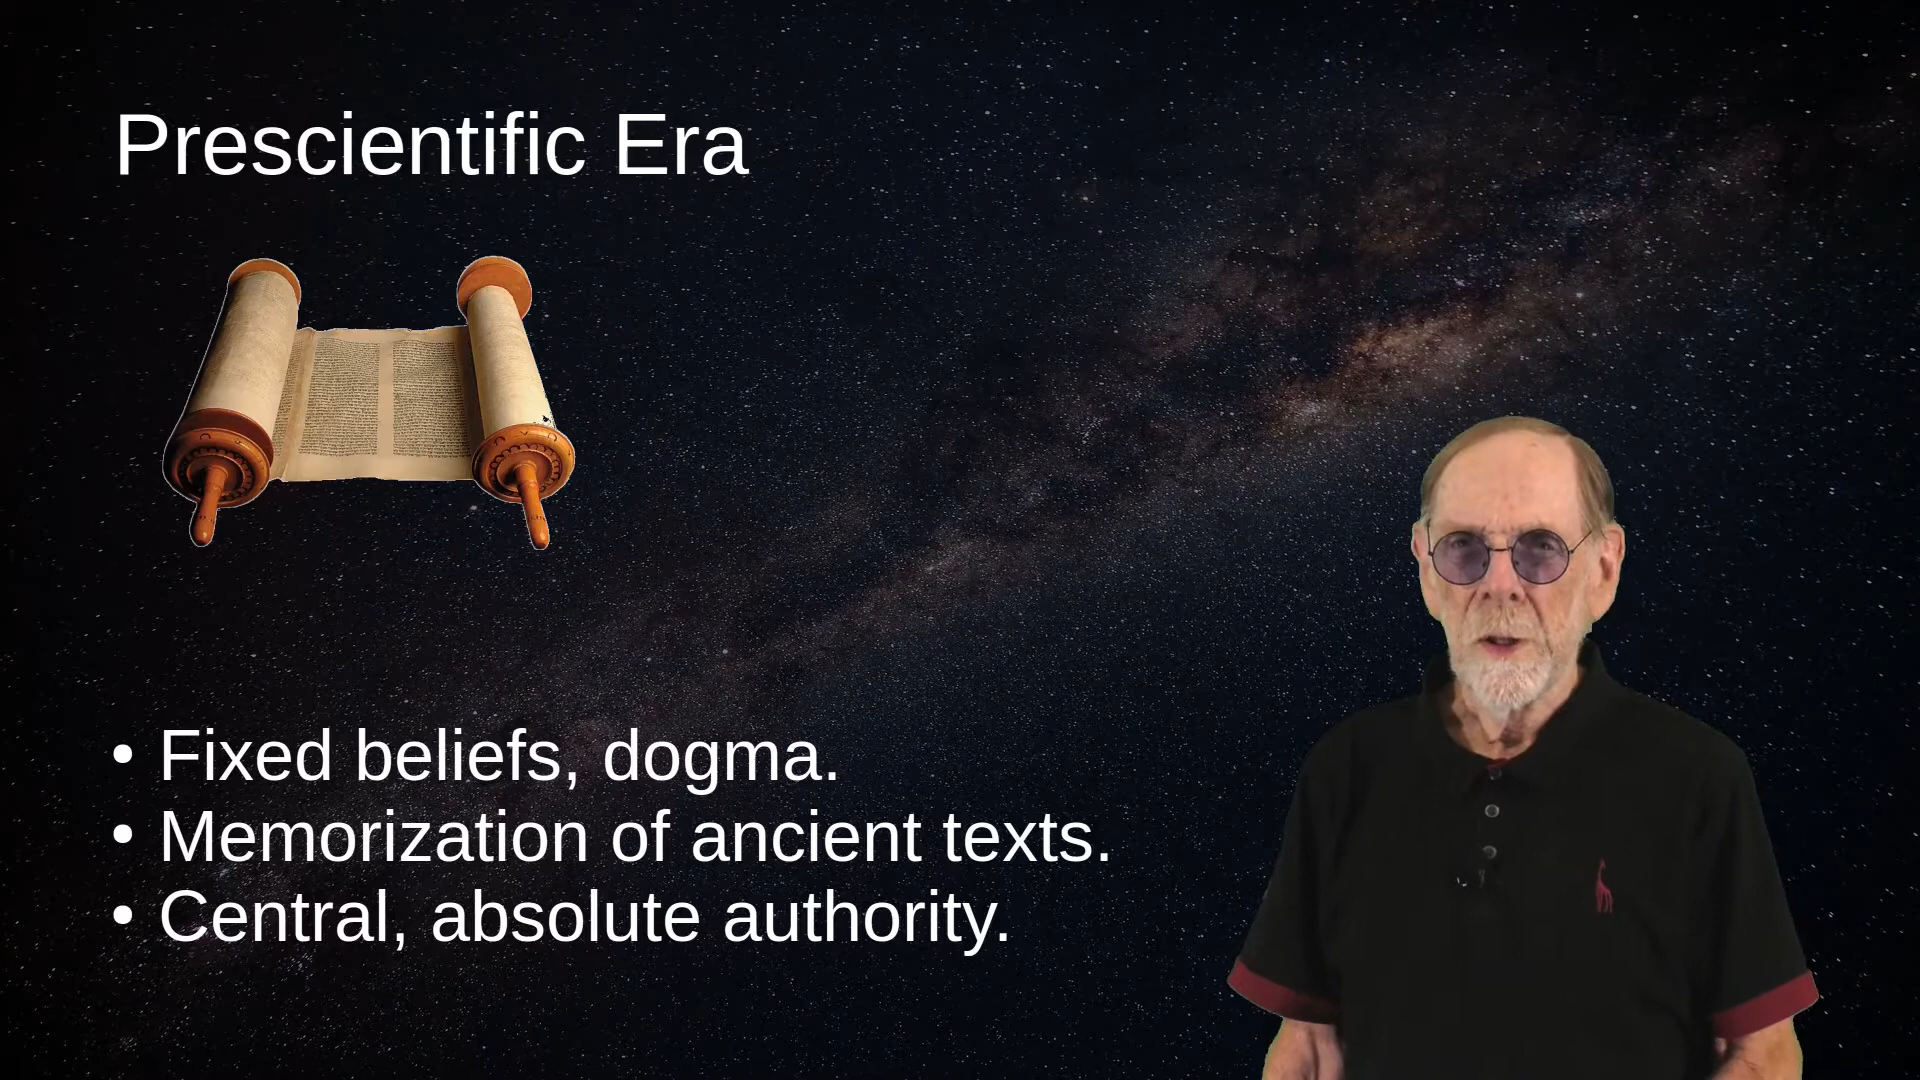 Prescientific Era
• Fixed beliefs, dogma.
• Memorization of ancient texts.
• Central, absolute authority.